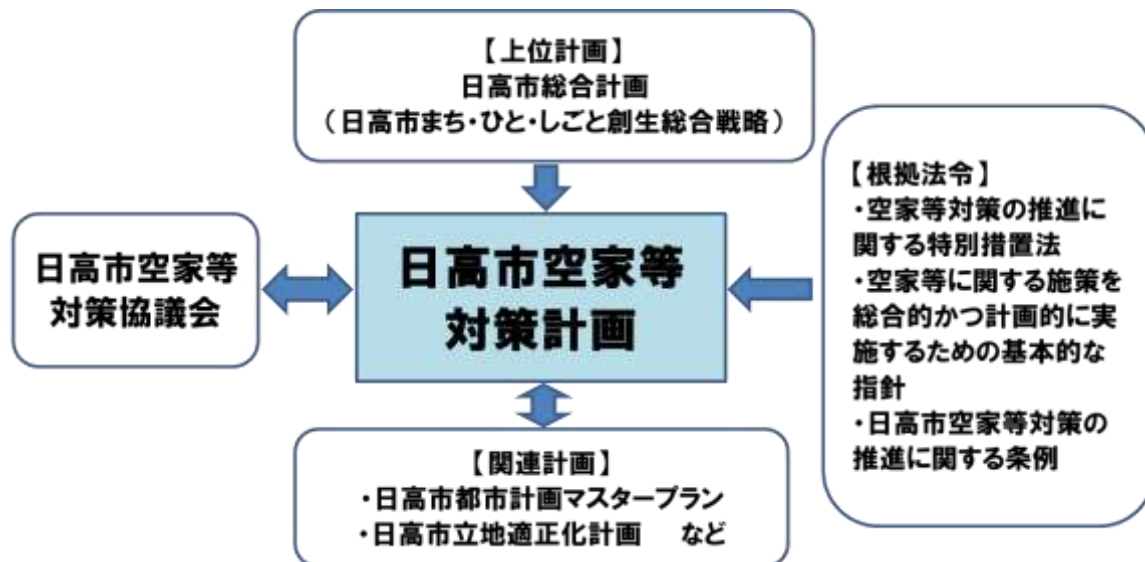 【上位計画】
日高市総合計画
(日高市まち・ひと・しごと創生総合戦略)
日高市空家等
対策協議会
日高市空家等
対策計画
【根拠法令】
・空家等対策の推進に
関する特別措置法
・空家等に関する施策を
総合的かつ計画的に実
施するための基本的な
指針
・日高市空家等対策の
推進に関する条例
【関連計画】
・日高市都市計画マスタープラン
・日高市立地適正化計画 など